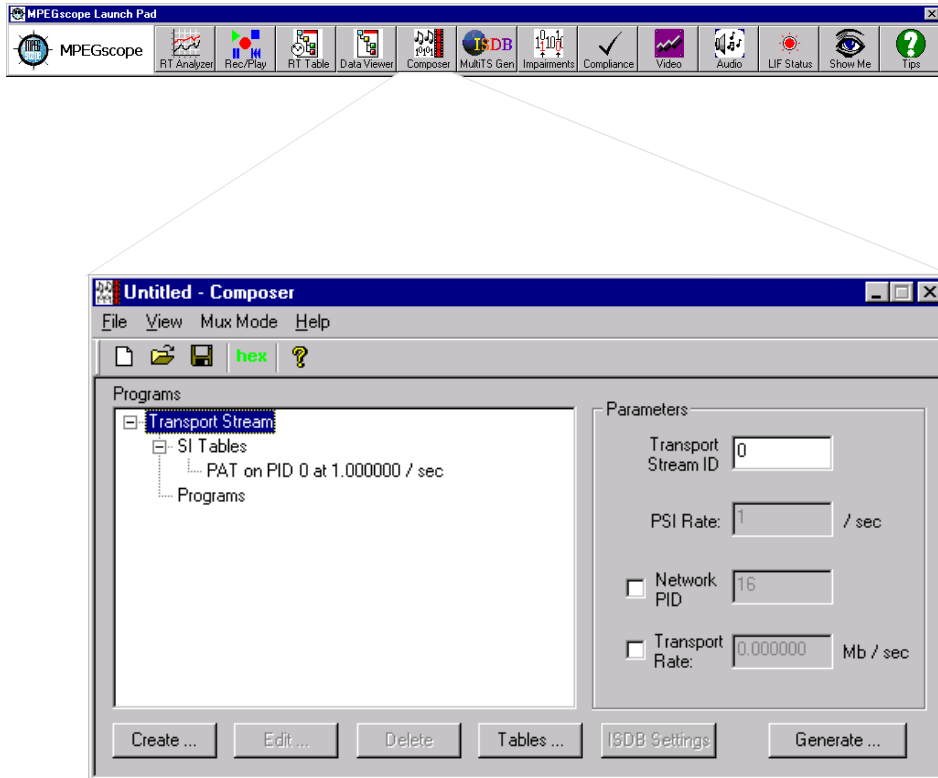 MPEGscope Launch Pad
MPEGscope
RT Analyzer
Rec/Play
RT Table
Data Viewer
Composer
ISDB
MultiTS Gen
Impairments
Compliance
Video
Audio
LIF Status
Show Me
Tips
Untitled - Composer
File View Mux Mode Help
hex
Programs
Transport Stream
SI Tables
PAT on PID 0 at 1.000000 / sec
Programs
Parameters
Transport Stream ID 0
PSI Rate: 1 / sec
Network PID 16
Transport Rate: 0.000000 Mb / sec
Create ... Edit ... Delete Tables ... ISDB Settings Generate ...